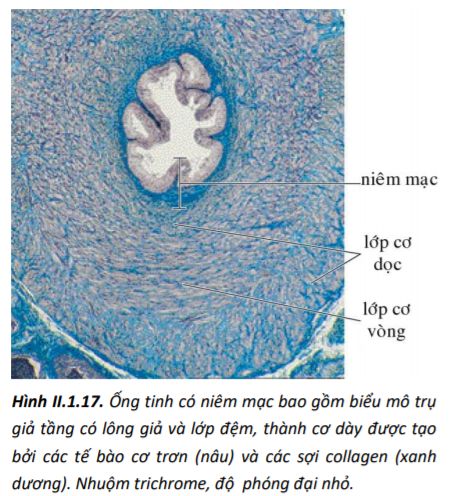 niêm mạc
lớp cơ
dọc
lớp cơ
vòng
Hình II.1.17. Ống tinh có niêm mạc bao gồm biểu mô trụ
giả tầng có lông giả và lớp đệm, thành cơ dày được tạo
bởi các tế bào cơ trơn (nâu) và các sợi collagen (xanh
dương). Nhuộm trichrome, độ phóng đại nhỏ.